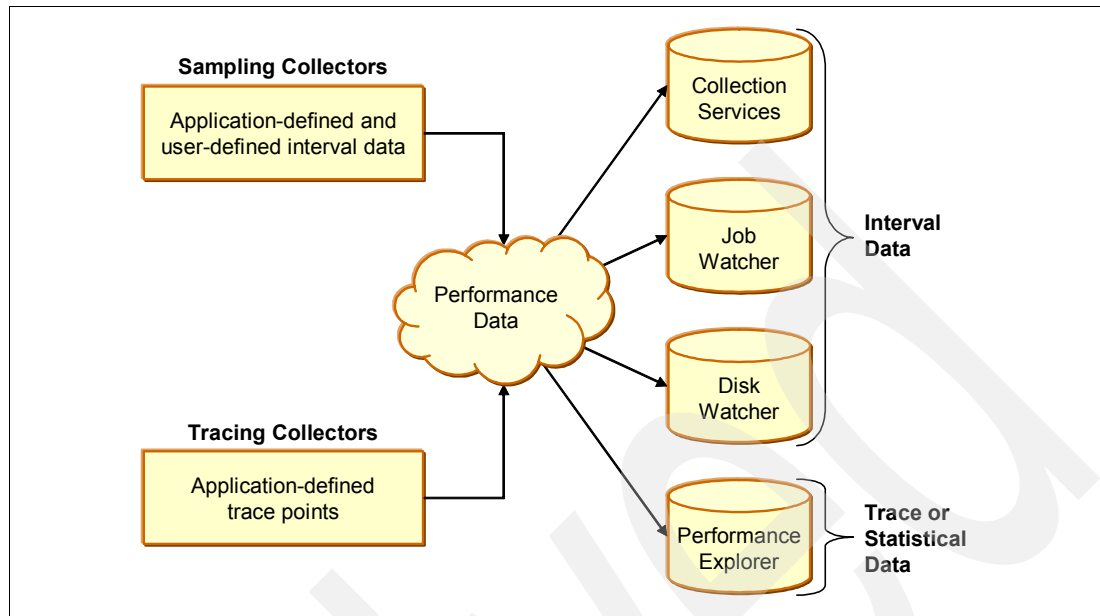 Sampling Collectors
Application-defined and
user-defined interval data
Tracing Collectors
Application-defined
trace points
Performance
Data
Collection
Services
Job
Watcher
Disk
Watcher
Performance
Explorer
Interval
Data
Trace or
Statistical
Data